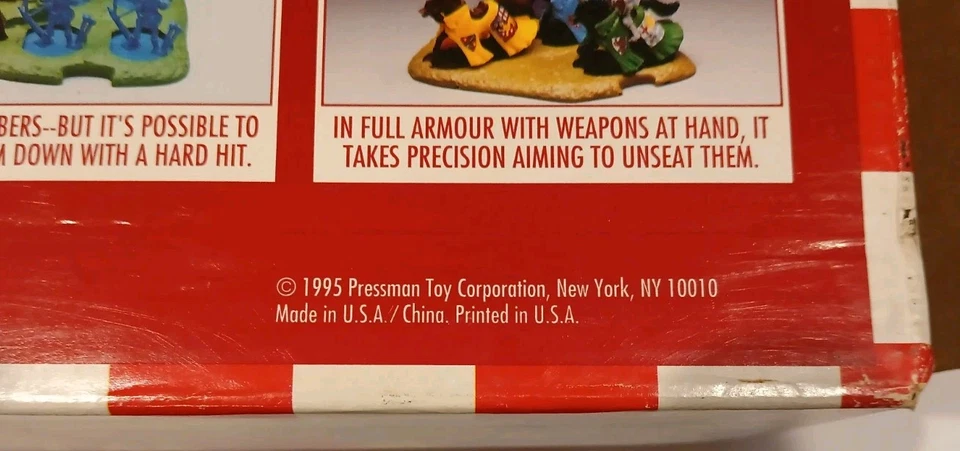 BERS--BUT IT'S POSSIBLE TO
DOWN WITH A HARD HIT.
IN FULL ARMOUR WITH WEAPONS AT HAND, IT
TAKES PRECISION AIMING TO UNSEAT THEM.
© 1995 Pressman Toy Corporation, New York, NY 10010
Made in U.S.A./China. Printed in U.S.A.